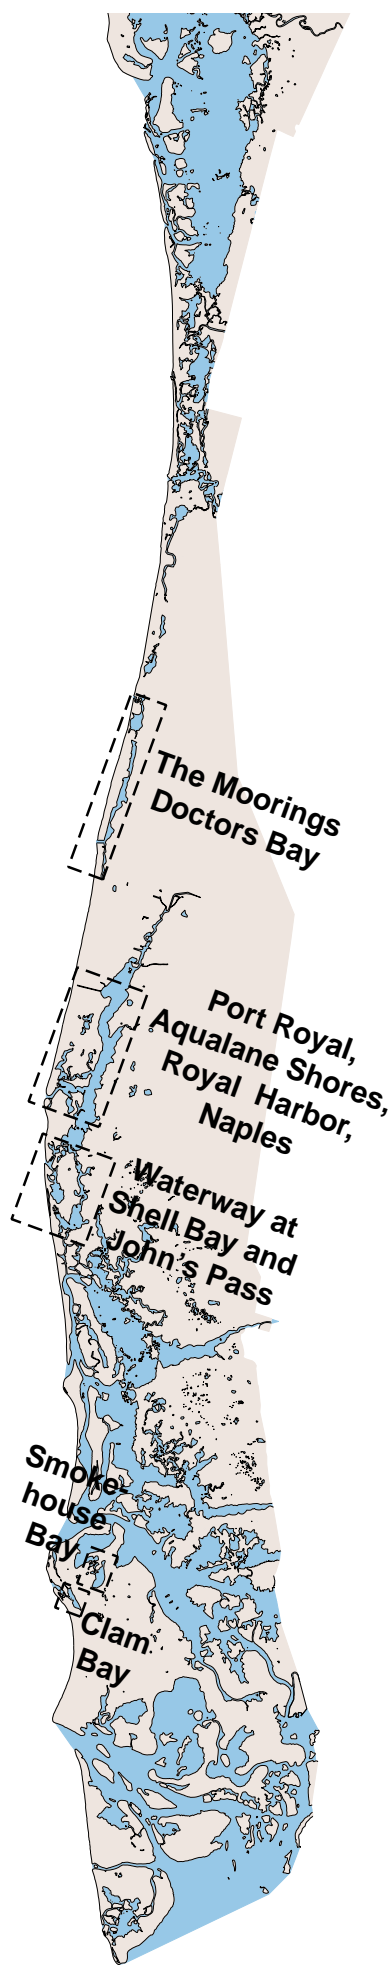 The Moorings
Doctors Bay
Port Royal,
Aqualane Shores,
Royal Harbor,
Naples
Waterway at
Shell Bay and
John's Pass
Smoke-
house
Bay
Clam
Bay